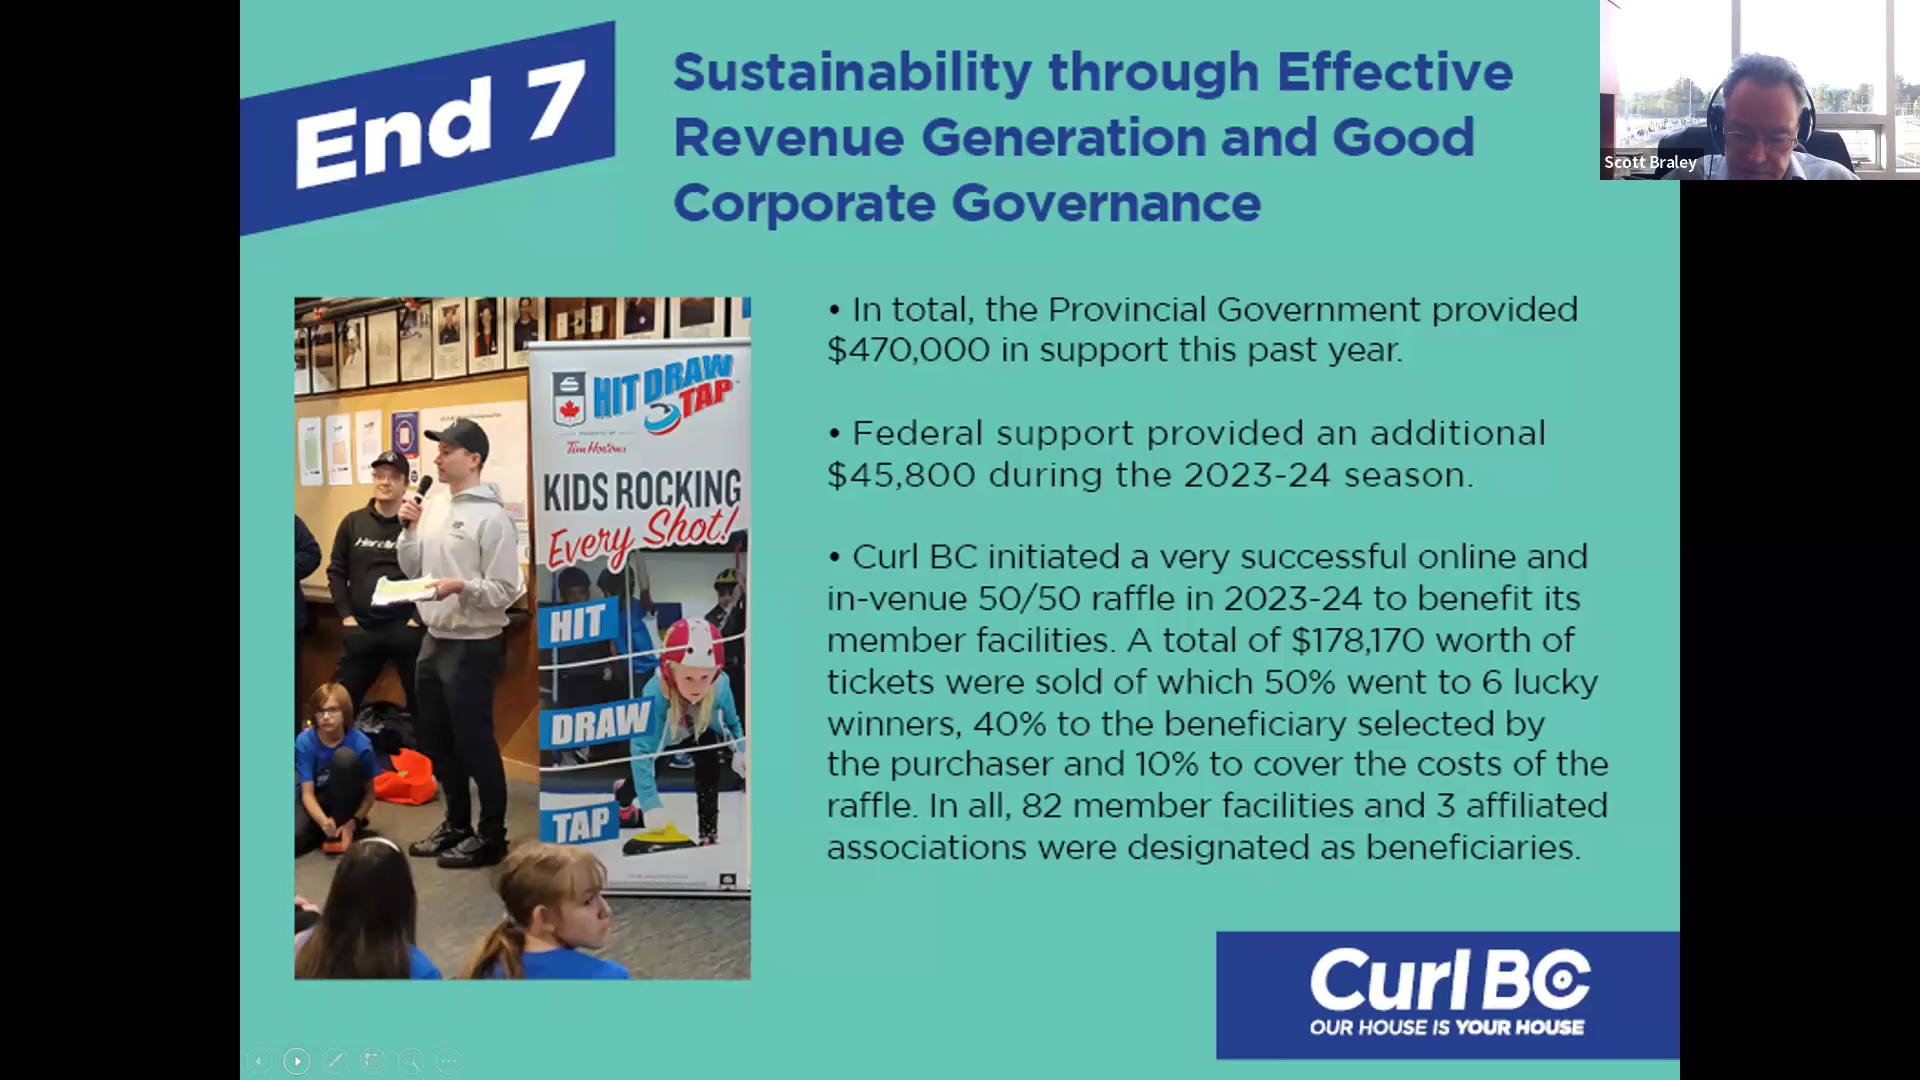 End 7
Sustainability through Effective
Revenue Generation and Good
Corporate Governance
Scott Braley
• In total, the Provincial Government provided
$470,000 in support this past year.
• Federal support provided an additional
$45,800 during the 2023-24 season.
• Curl BC initiated a very successful online and
in-venue 50/50 raffle in 2023-24 to benefit its
member facilities. A total of $178,170 worth of
tickets were sold of which 50% went to 6 lucky
winners, 40% to the beneficiary selected by
the purchaser and 10% to cover the costs of the
raffle. In all, 82 member facilities and 3 affiliated
associations were designated as beneficiaries.
HIT DRAW
TAP
Tim Hortons
KIDS ROCKING
Every Shot!
HIT
DRAW
TAP
Curl BC
OUR HOUSE IS YOUR HOUSE